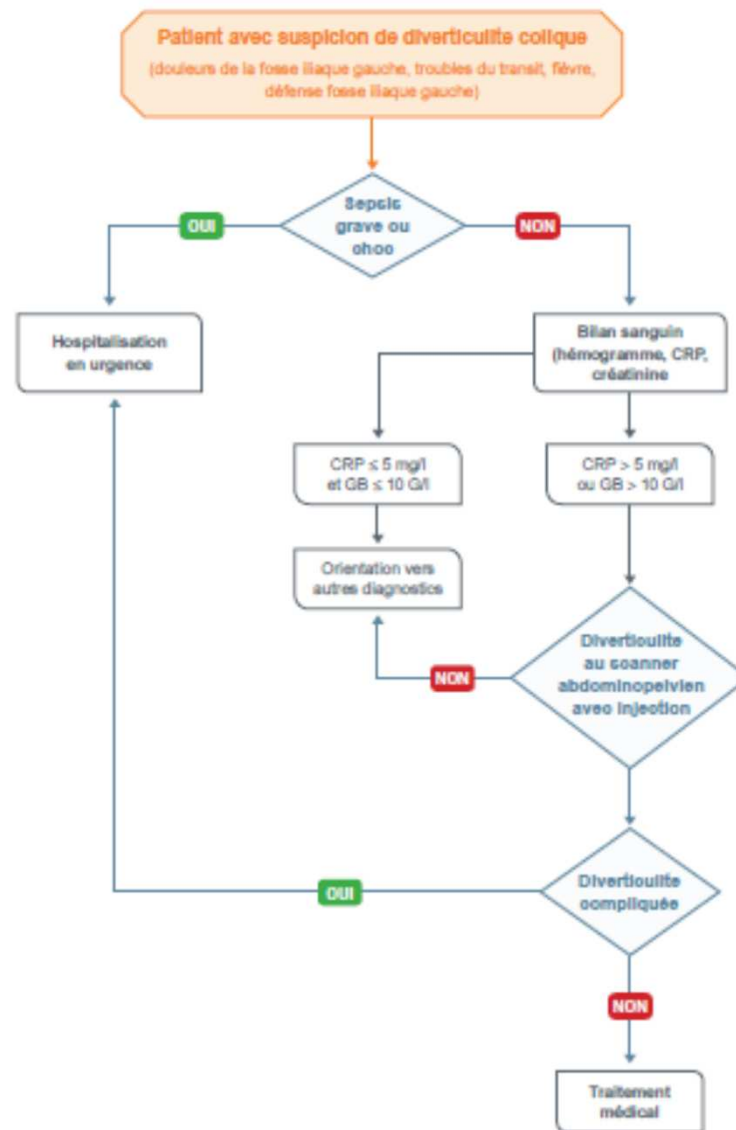 Patient avec suspicion de diverticulite colique
(douleurs de la fosse iliaque gauche, troubles du transit, fièvre,
défense fosse iliaque gauche)
Sepsis
grave ou
choc
OUI
NON
Hospitalisation
en urgence
Bilan sanguin
(hémogramme, CRP,
créatinine
CRP ≤ 5 mg/l
et GB ≤ 10 G/l
CRP > 5 mg/l
ou GB > 10 G/l
Orientation vers
autres diagnostics
Diverticulite
au scanner
abdominopelvien
avec injection
NON
Diverticulite
compliquée
OUI
NON
Traitement
médical